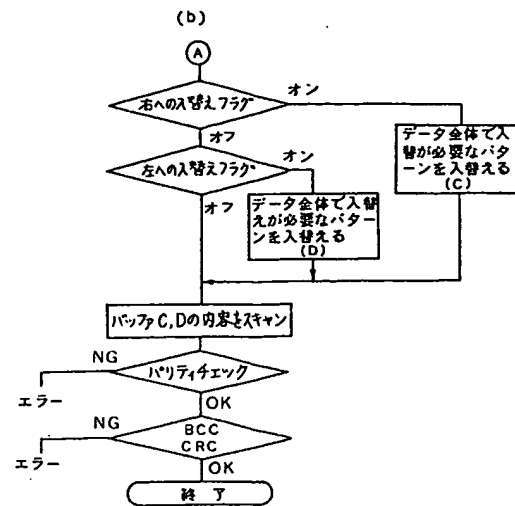 (b)
A
右への入替えフラグ
オン
オフ
データ全体で入
替が必要なパタ
ーンを入替える
(C)
左への入替えフラグ
オン
オフ
データ全体で入替
えが必要なパター
ンを入替える
(D)
バッファC,Dの内容をスキャン
パリティチェック
NG
エラー
OK
BCC
CRC
NG
エラー
OK
終了